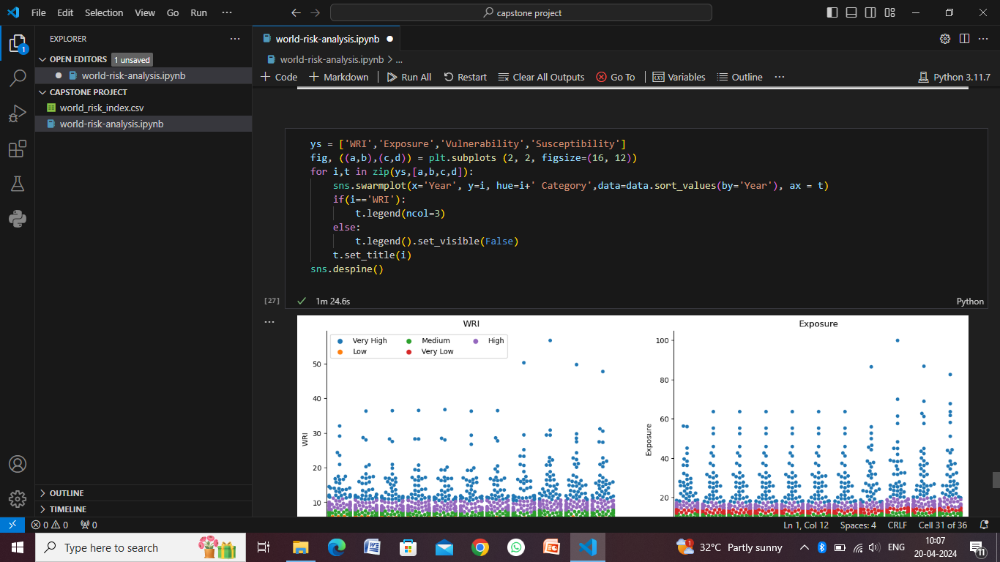 File Edit Selection View Go Run ···
capstone project
EXPLORER ···
OPEN EDITORS 1 unsaved
world-risk-analysis.ipynb
CAPSTONE PROJECT
world_risk_index.csv
world-risk-analysis.ipynb
OUTLINE
TIMELINE
1
world-risk-analysis.ipynb
world-risk-analysis.ipynb > ...
+ Code + Markdown Run All Restart Clear All Outputs Go To Variables Outline ··· Python 3.11.7
ys = ['WRI','Exposure','Vulnerability','Susceptibility']
fig, ((a,b),(c,d)) = plt.subplots (2, 2, figsize=(16, 12))
for i,t in zip(ys,[a,b,c,d]):
sns.swarmplot(x='Year', y=i, hue=i+' Category',data=data.sort_values(by='Year'), ax = t)
if(i=='WRI'):
t.legend(ncol=3)
else:
t.legend().set_visible(False)
t.set_title(i)
sns.despine()
[27] 1m 24.6s Python
WRI
Very High Medium High
Low Very Low
50
40
30
20
10
WRI
Exposure
100
80
60
40
20
Exposure
0 0 0
Ln 1, Col 12 Spaces: 4 CRLF Cell 31 of 36
Type here to search
32°C Partly sunny
1
ENG
10:07
20-04-2024
11